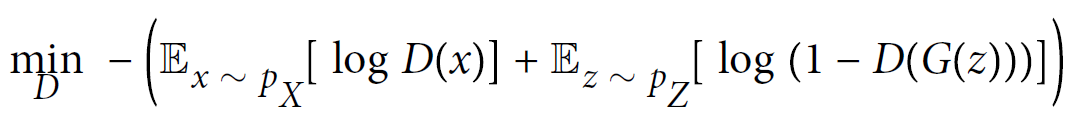 min_D −(𝔼_{x ∼ p_X}[ log D(x)] + 𝔼_{z ∼ p_Z}[ log (1 − D(G(z)))])